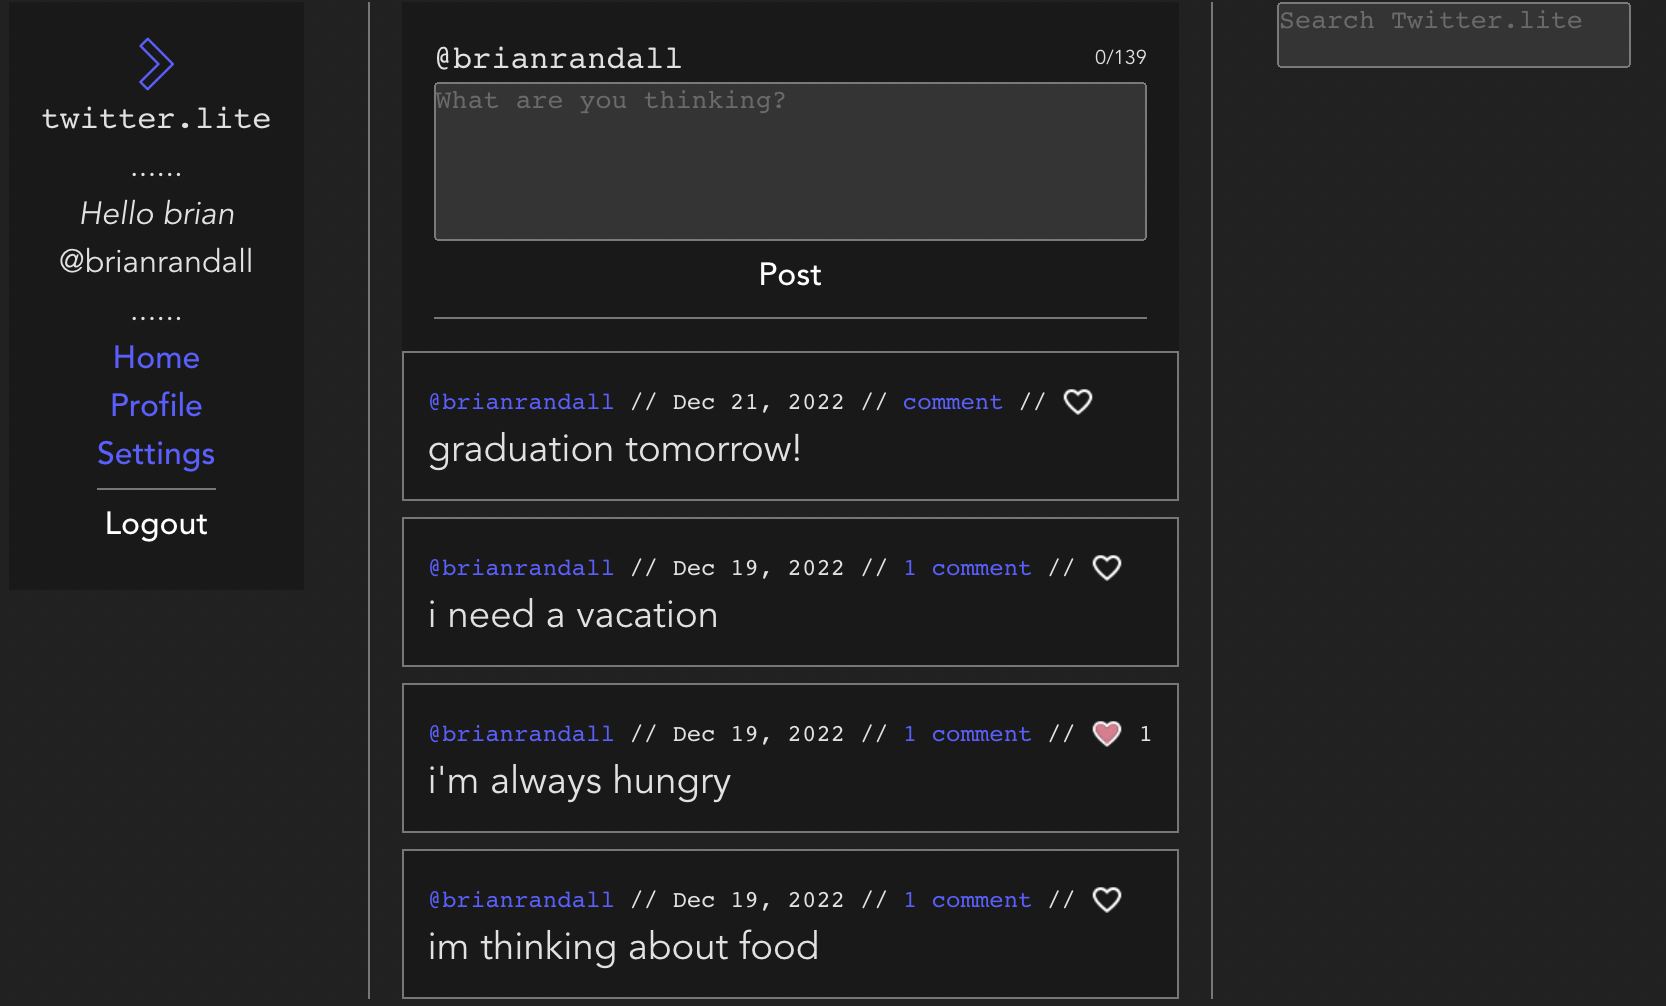 twitter.lite
......
Hello brian
@brianrandall
......
Home
Profile
Settings
Logout
@brianrandall 0/139
What are you thinking?
Post
@brianrandall // Dec 21, 2022 // comment //
graduation tomorrow!
@brianrandall // Dec 19, 2022 // 1 comment //
i need a vacation
@brianrandall // Dec 19, 2022 // 1 comment // 1
i'm always hungry
@brianrandall // Dec 19, 2022 // 1 comment //
im thinking about food
Search Twitter.lite